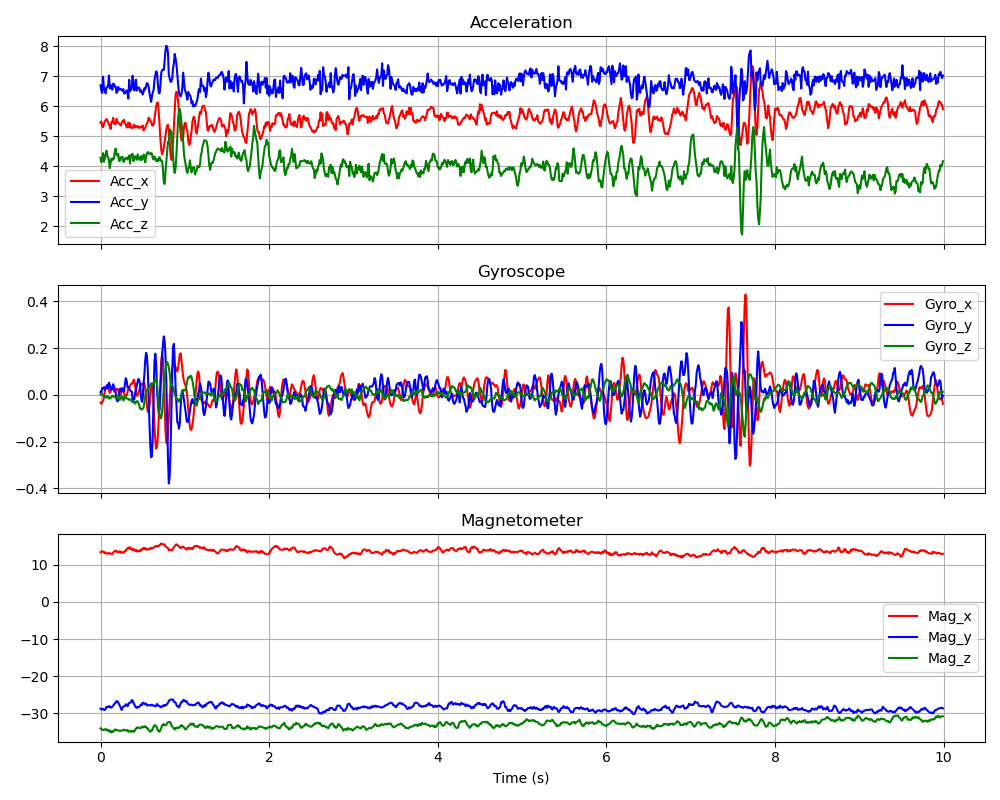 Acceleration
8
7
6
5
4
3
2
Acc_x
Acc_y
Acc_z
Gyroscope
0.4
0.2
0.0
−0.2
−0.4
Gyro_x
Gyro_y
Gyro_z
Magnetometer
10
0
−10
−20
−30
Mag_x
Mag_y
Mag_z
0 2 4 6 8 10
Time (s)